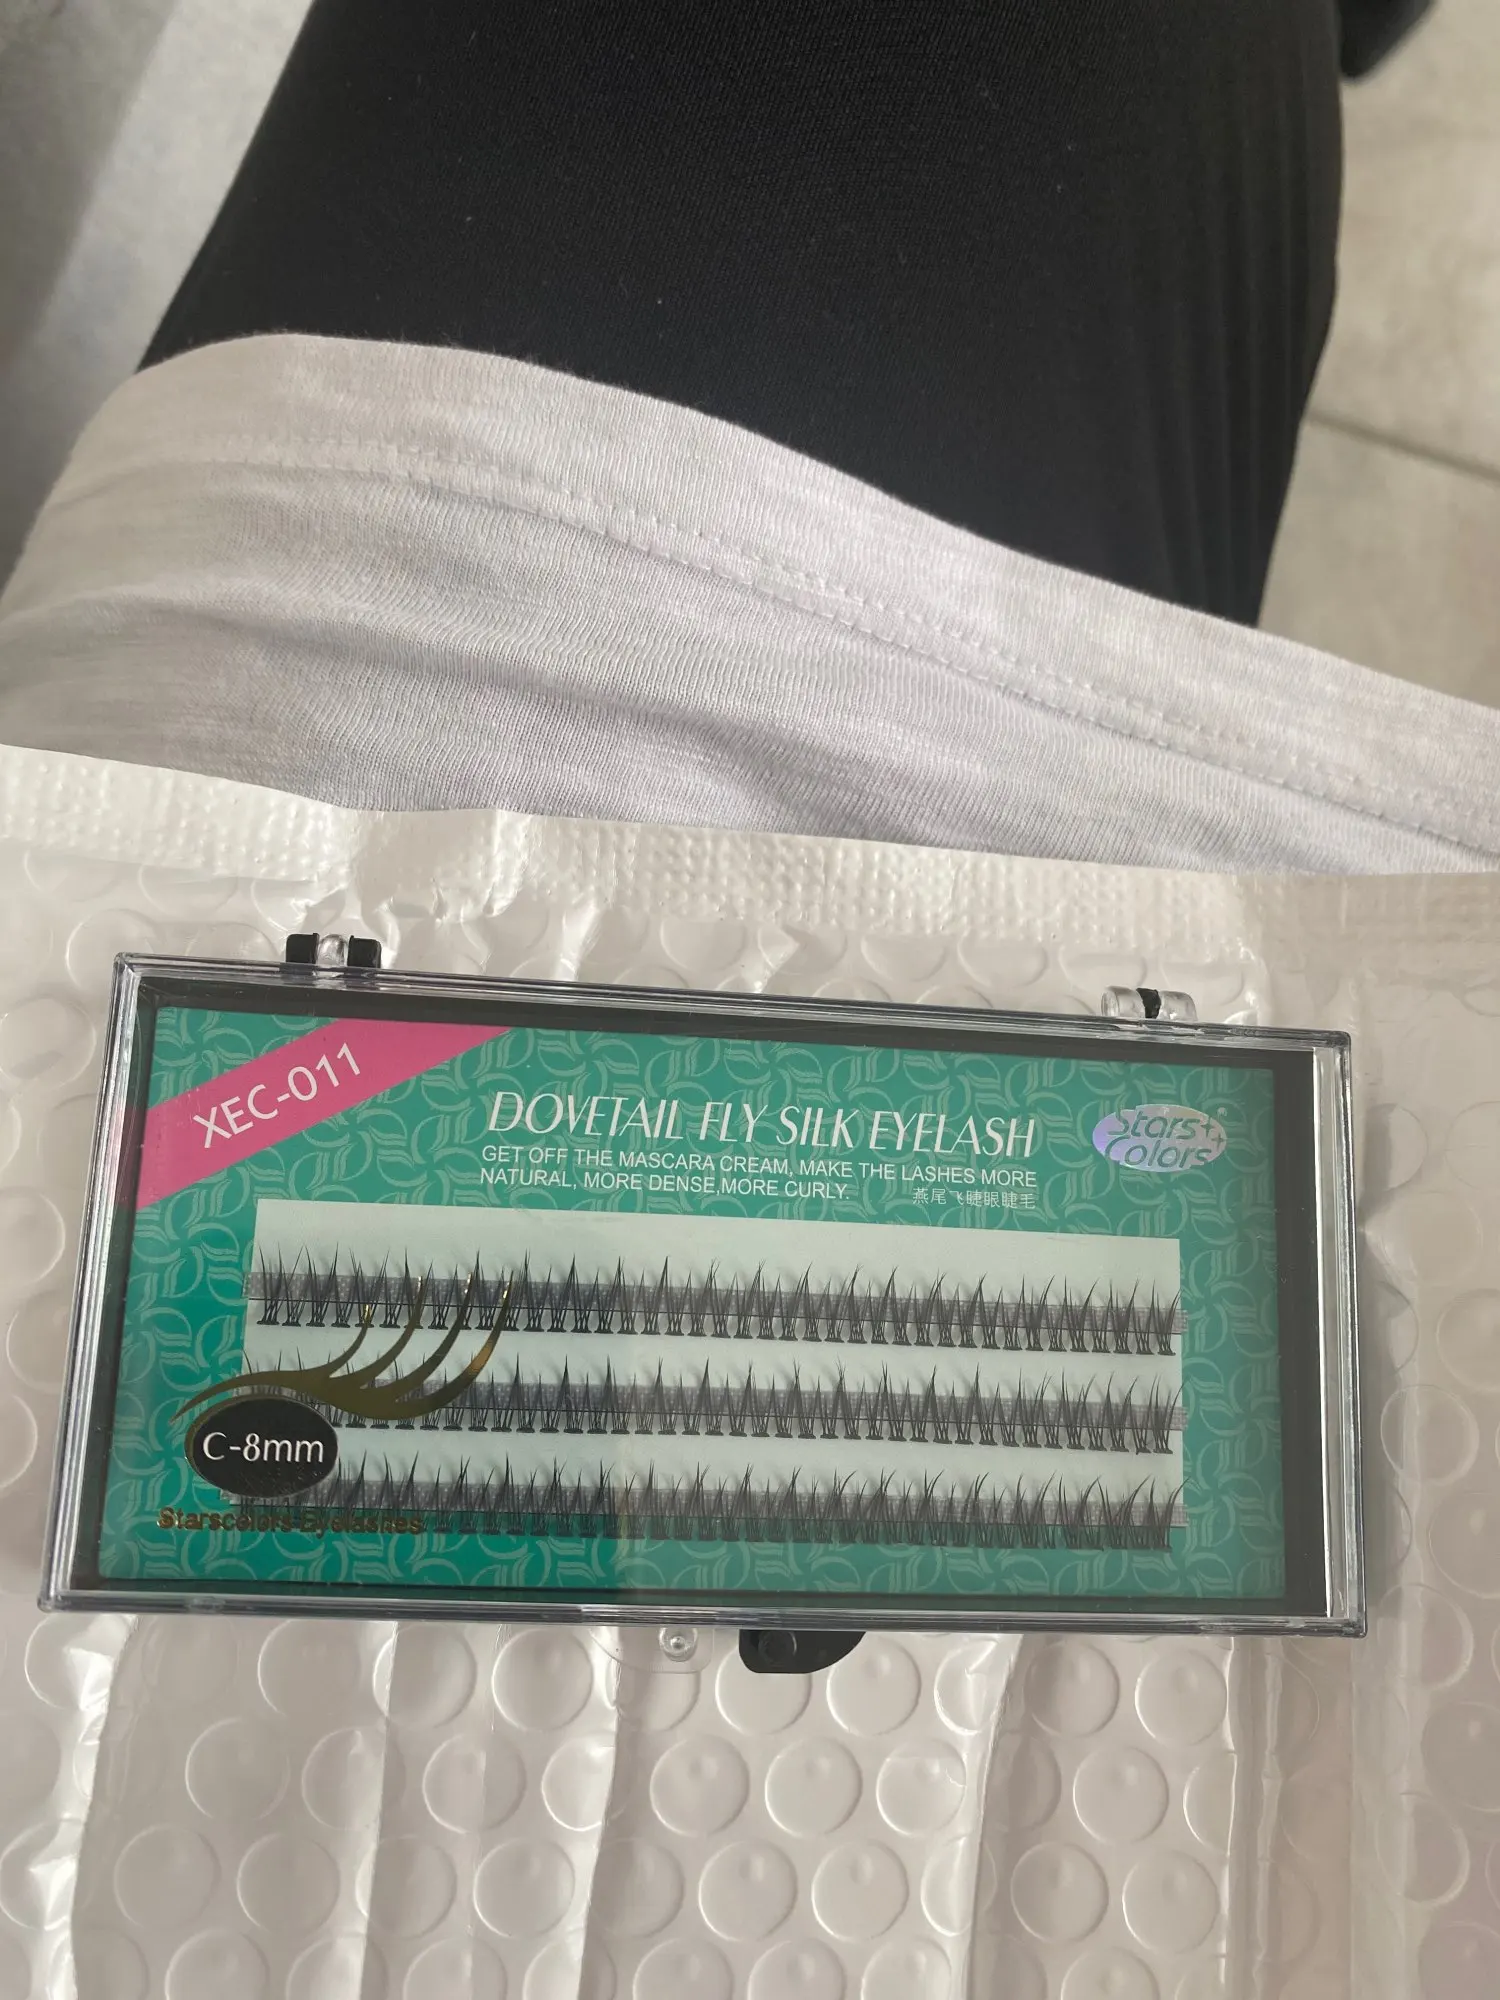 XEC-011
DOVETAIL FLY SILK EYELASH
GET OFF THE MASCARA CREAM, MAKE THE LASHES MORE
NATURAL, MORE DENSE,MORE CURLY.
燕尾飞睫眼睫毛
Stars
Colors
®
C-8mm
Starscolors Eyelashes